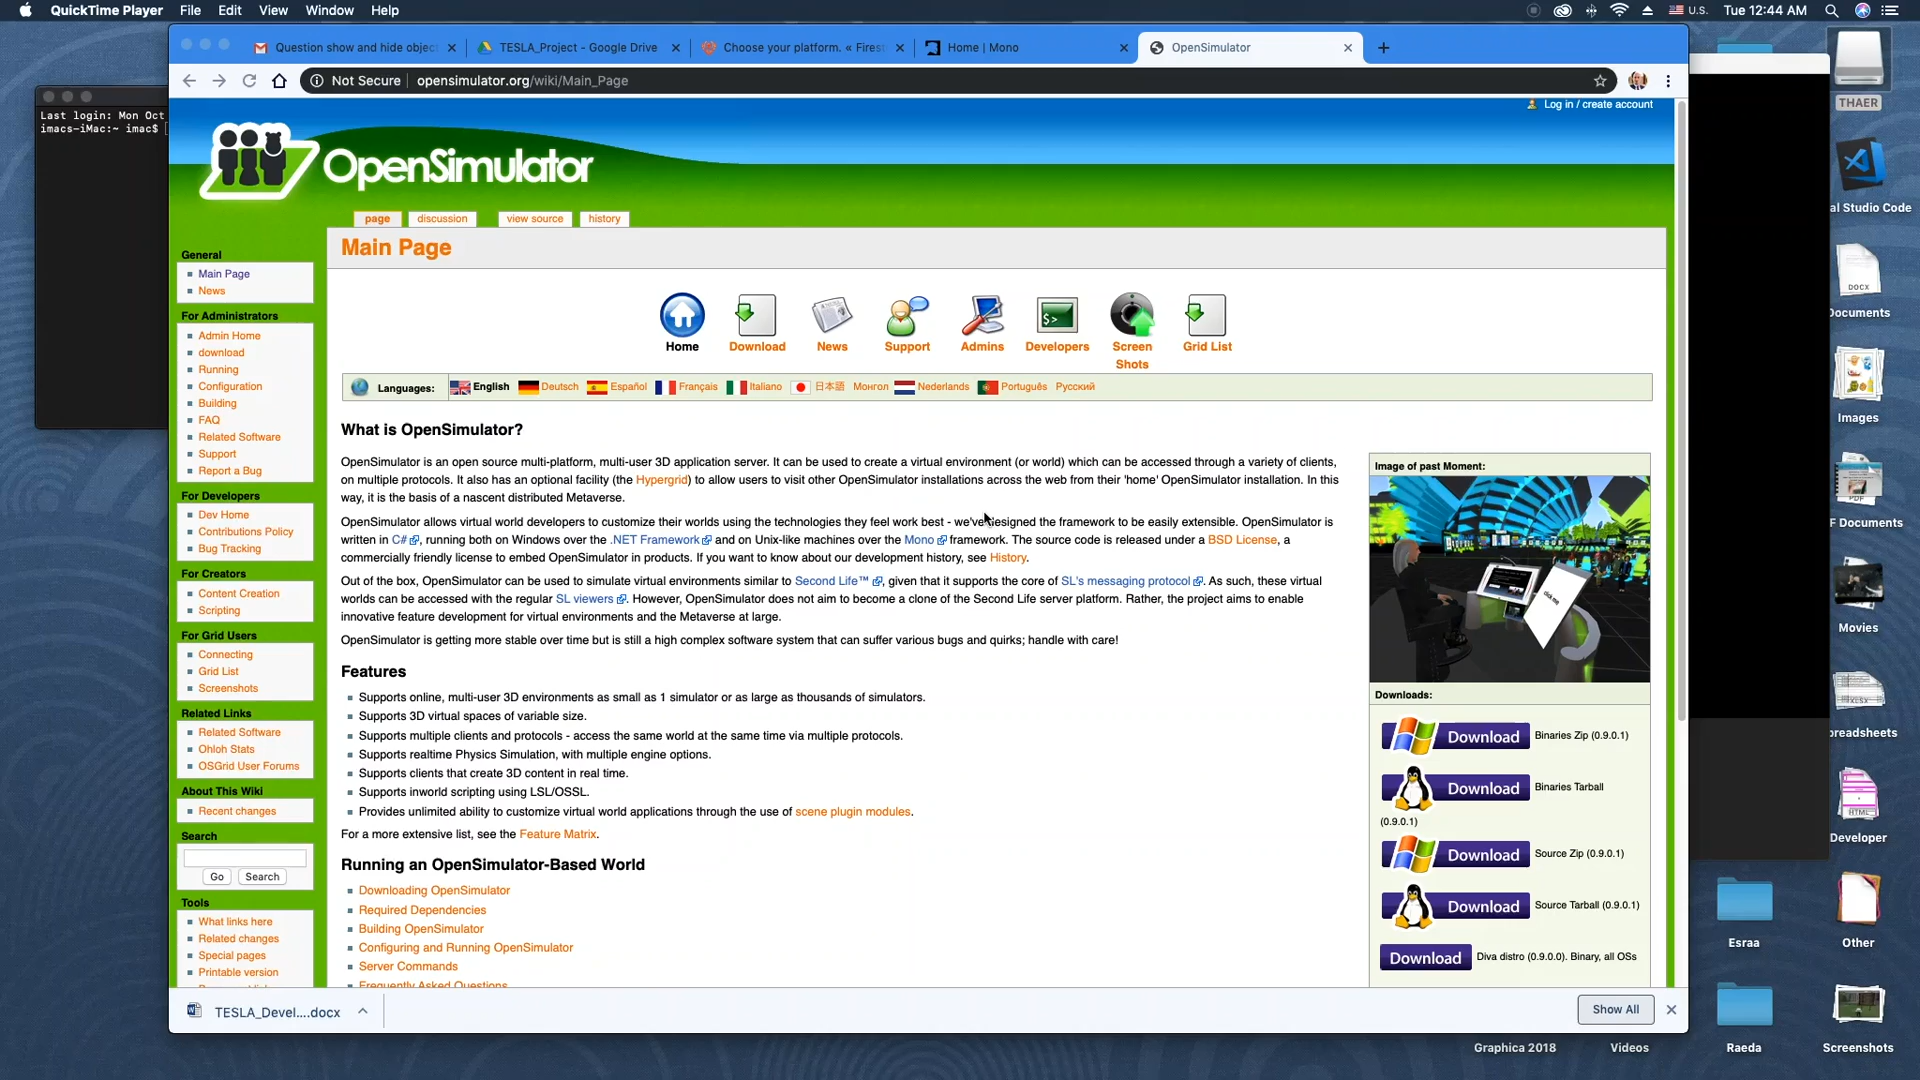 QuickTime Player File Edit View Window Help U.S. Tue 12:44 AM
Question show and hide objec TESLA_Project - Google Drive Choose your platform. « Firest Home | Mono OpenSimulator
Not Secure opensimulator.org/wiki/Main_Page
Last login: Mon Oct
imacs-iMac:~ imac$
Log in / create account
OpenSimulator
page discussion view source history
Main Page
General
Main Page
News
For Administrators
Admin Home
download
Running
Configuration
Building
FAQ
Related Software
Support
Report a Bug
For Developers
Dev Home
Contributions Policy
Bug Tracking
For Creators
Content Creation
Scripting
For Grid Users
Connecting
Grid List
Screenshots
Related Links
Related Software
Ohloh Stats
OSGrid User Forums
About This Wiki
Recent changes
Search
Go Search
Tools
What links here
Related changes
Special pages
Printable version
Home Download News Support Admins Developers Screen Shots Grid List
Languages: English Deutsch Español Français Italiano 日本語 Монгол Nederlands Português Русский
What is OpenSimulator?
OpenSimulator is an open source multi-platform, multi-user 3D application server. It can be used to create a virtual environment (or world) which can be accessed through a variety of clients,
on multiple protocols. It also has an optional facility (the Hypergrid) to allow users to visit other OpenSimulator installations across the web from their 'home' OpenSimulator installation. In this
way, it is the basis of a nascent distributed Metaverse.
OpenSimulator allows virtual world developers to customize their worlds using the technologies they feel work best - we've designed the framework to be easily extensible. OpenSimulator is
written in C#, running both on Windows over the .NET Framework and on Unix-like machines over the Mono framework. The source code is released under a BSD License, a
commercially friendly license to embed OpenSimulator in products. If you want to know about our development history, see History.
Out of the box, OpenSimulator can be used to simulate virtual environments similar to Second Life™, given that it supports the core of SL's messaging protocol. As such, these virtual
worlds can be accessed with the regular SL viewers. However, OpenSimulator does not aim to become a clone of the Second Life server platform. Rather, the project aims to enable
innovative feature development for virtual environments and the Metaverse at large.
OpenSimulator is getting more stable over time but is still a high complex software system that can suffer various bugs and quirks; handle with care!
Features
Supports online, multi-user 3D environments as small as 1 simulator or as large as thousands of simulators.
Supports 3D virtual spaces of variable size.
Supports multiple clients and protocols - access the same world at the same time via multiple protocols.
Supports realtime Physics Simulation, with multiple engine options.
Supports clients that create 3D content in real time.
Supports inworld scripting using LSL/OSSL.
Provides unlimited ability to customize virtual world applications through the use of scene plugin modules.
For a more extensive list, see the Feature Matrix.
Running an OpenSimulator-Based World
Downloading OpenSimulator
Required Dependencies
Building OpenSimulator
Configuring and Running OpenSimulator
Server Commands
Frequently Asked Questions
Image of past Moment:
click me
Downloads:
Download Binaries Zip (0.9.0.1)
Download Binaries Tarball
(0.9.0.1)
Download Source Zip (0.9.0.1)
Download Source Tarball (0.9.0.1)
Download Diva distro (0.9.0.0). Binary, all OSs
TESLA_Devel....docx Show All
THAER
al Studio Code
DOCX
Documents
Images
PDF
F Documents
Movies
XLSX
preadsheets
HTML
Developer
Esraa Other
Graphica 2018 Videos Raeda Screenshots